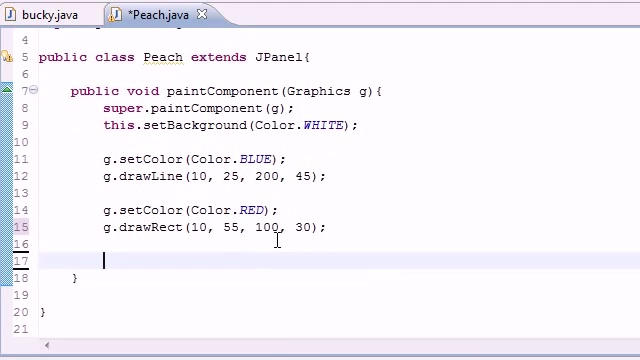 bucky.java *Peach.java
4
5 public class Peach extends JPanel{
6
7 public void paintComponent(Graphics g){
8 super.paintComponent(g);
9 this.setBackground(Color.WHITE);
10
11 g.setColor(Color.BLUE);
12 g.drawLine(10, 25, 200, 45);
13
14 g.setColor(Color.RED);
15 g.drawRect(10, 55, 100, 30);
16
17
18 }
19
20 }
21